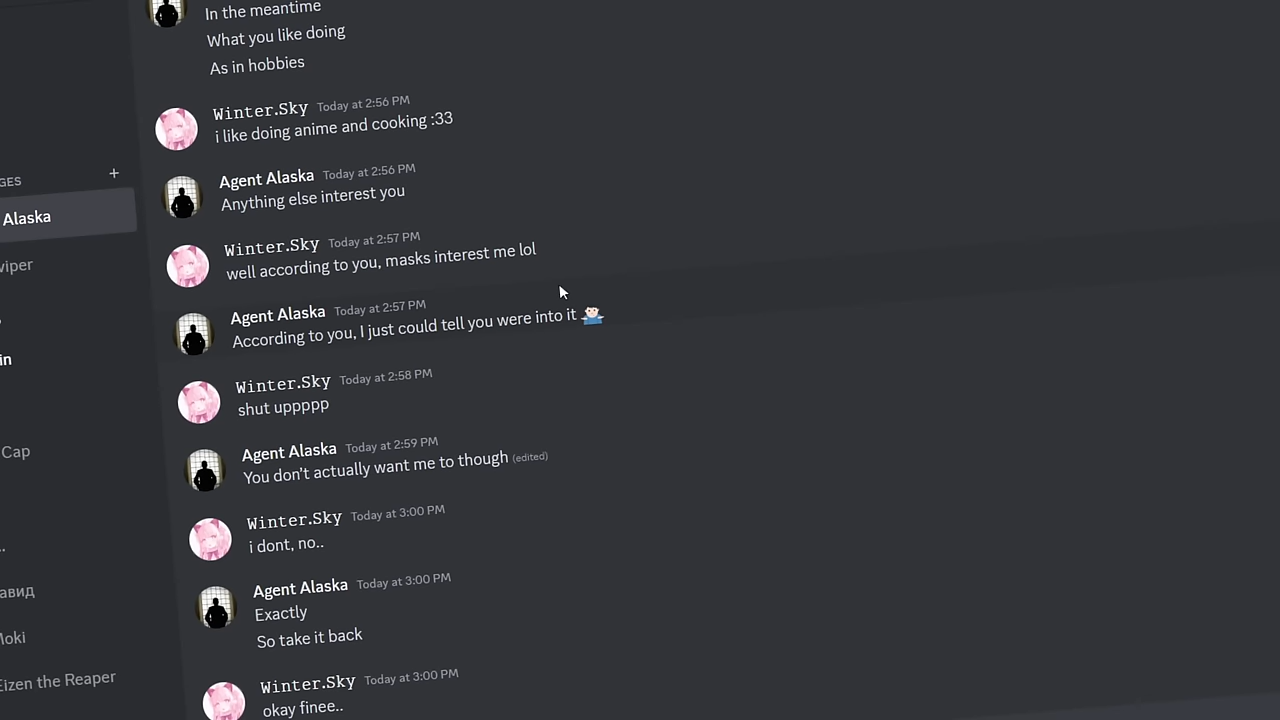 In the meantime
What you like doing
As in hobbies
Winter.Sky Today at 2:56 PM
i like doing anime and cooking :33
GES +
Agent Alaska Today at 2:56 PM
Anything else interest you
Alaska
Winter.Sky Today at 2:57 PM
well according to you, masks interest me lol
viper
Agent Alaska Today at 2:57 PM
According to you, I just could tell you were into it
in
Winter.Sky Today at 2:58 PM
shut uppppp
Cap
Agent Alaska Today at 2:59 PM
You don't actually want me to though (edited)
Winter.Sky Today at 3:00 PM
i dont, no..
..
Agent Alaska Today at 3:00 PM
Exactly
So take it back
авид
Moki
Eizen the Reaper
Winter.Sky Today at 3:00 PM
okay finee..